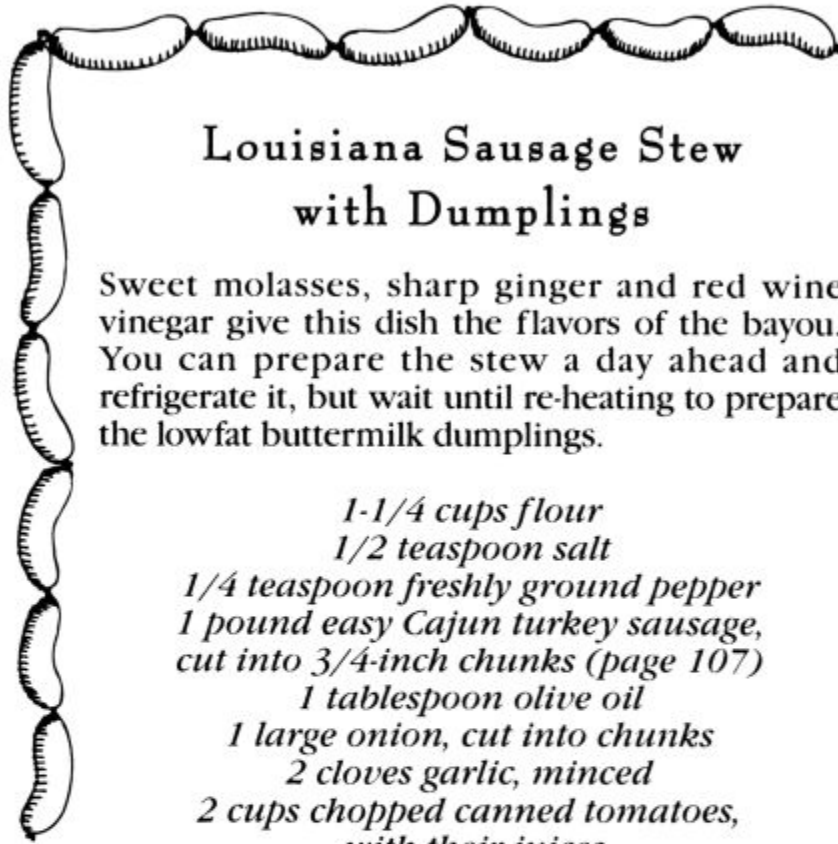 Louisiana Sausage Stew
with Dumplings
Sweet molasses, sharp ginger and red wine
vinegar give this dish the flavors of the bayou.
You can prepare the stew a day ahead and
refrigerate it, but wait until re-heating to prepare
the lowfat buttermilk dumplings.
1-1/4 cups flour
1/2 teaspoon salt
1/4 teaspoon freshly ground pepper
1 pound easy Cajun turkey sausage,
cut into 3/4-inch chunks (page 107)
1 tablespoon olive oil
1 large onion, cut into chunks
2 cloves garlic, minced
2 cups chopped canned tomatoes,
with their juices